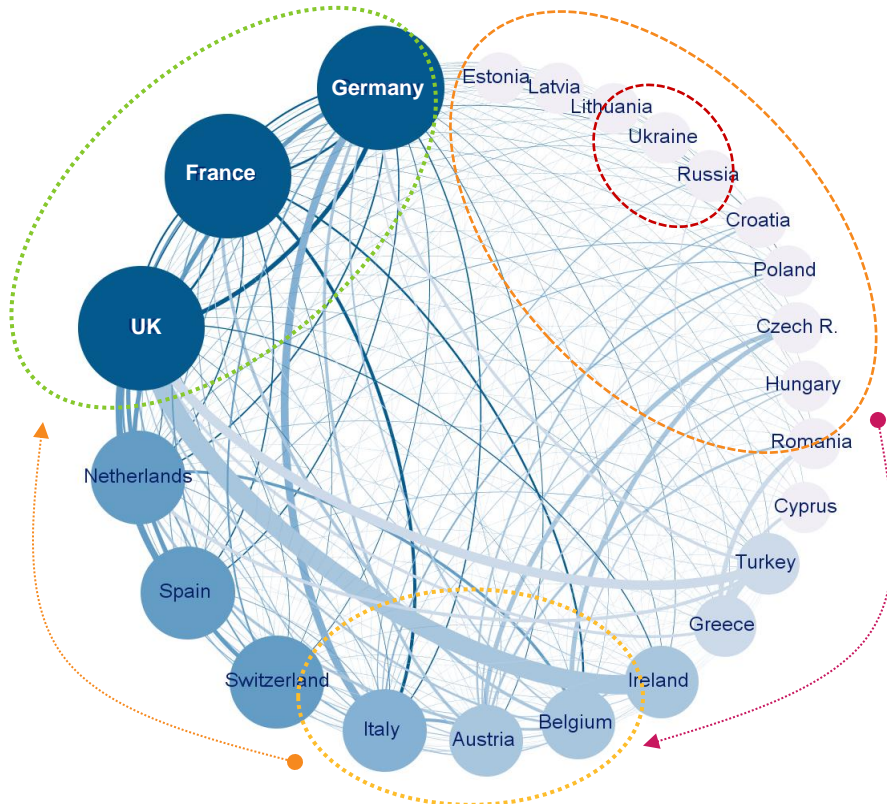 Germany
Estonia
Latvia
Lithuania
Ukraine
Russia
France
Croatia
Poland
UK
Czech R.
Hungary
Romania
Netherlands
Cyprus
Turkey
Spain
Greece
Switzerland
Ireland
Italy
Austria
Belgium